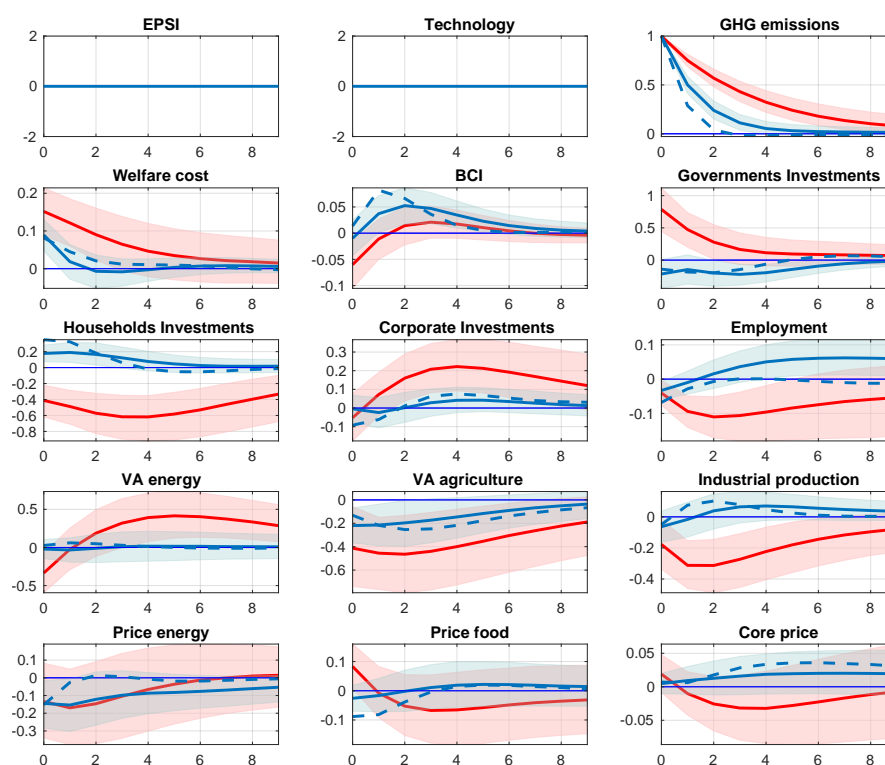 EPSI
Technology
GHG emissions
2
0
-2
0 2 4 6 8
2
0
-2
0 2 4 6 8
1
0.5
0
0 2 4 6 8
Welfare cost
BCI
Governments Investments
0.2
0.1
0
0 2 4 6 8
0.05
0
-0.05
-0.1
0 2 4 6 8
1
0.5
0
0 2 4 6 8
Households Investments
Corporate Investments
Employment
0.2
0
-0.2
-0.4
-0.6
-0.8
0 2 4 6 8
0.3
0.2
0.1
0
-0.1
0 2 4 6 8
0.1
0
-0.1
0 2 4 6 8
VA energy
VA agriculture
Industrial production
0.5
0
-0.5
0 2 4 6 8
0
-0.2
-0.4
-0.6
0 2 4 6 8
0
-0.2
-0.4
0 2 4 6 8
Price energy
Price food
Core price
0.1
0
-0.1
-0.2
-0.3
0 2 4 6 8
0.1
0
-0.1
0 2 4 6 8
0.05
0
-0.05
0 2 4 6 8